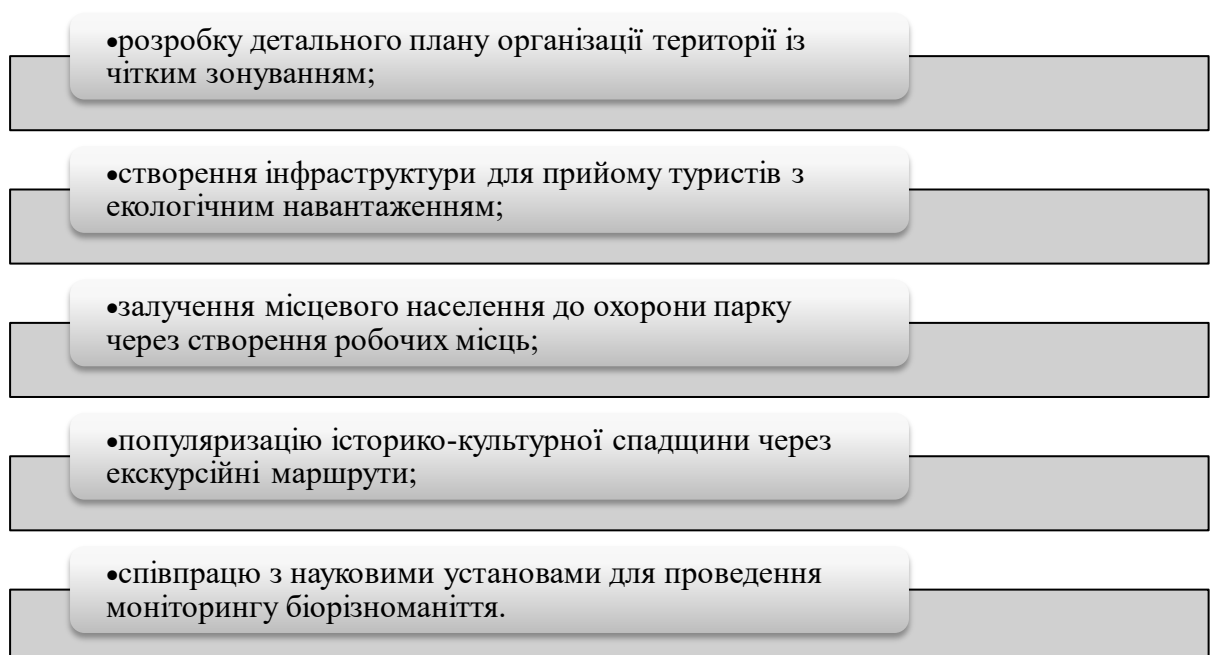 •розробку детального плану організації території із
чітким зонуванням;
•створення інфраструктури для прийому туристів з
екологічним навантаженням;
•залучення місцевого населення до охорони парку
через створення робочих місць;
•популяризацію історико-культурної спадщини через
екскурсійні маршрути;
•співпрацю з науковими установами для проведення
моніторингу біорізноманіття.